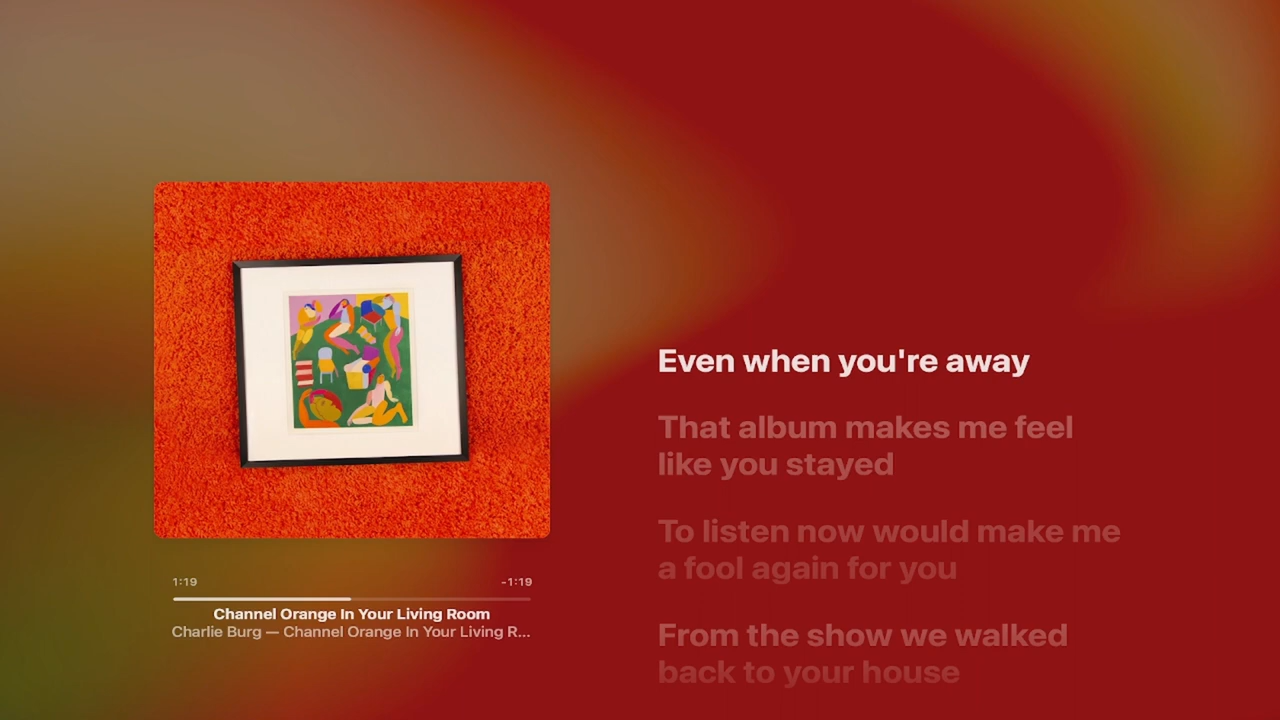 1:19
-1:19
Channel Orange In Your Living Room
Charlie Burg — Channel Orange In Your Living R...
Even when you're away
That album makes me feel
like you stayed
To listen now would make me
a fool again for you
From the show we walked
back to your house